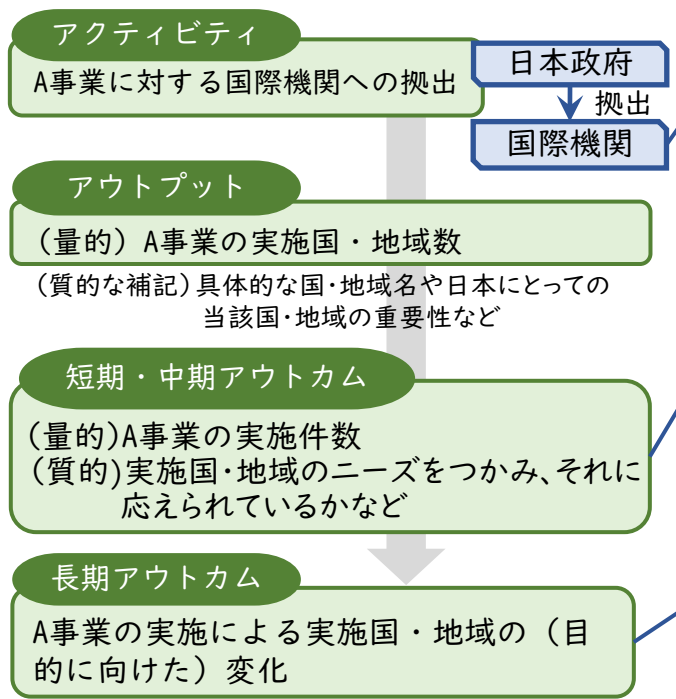 アクティビティ
A事業に対する国際機関への拠出
日本政府
拠出
国際機関
アウトプット
(量的) A事業の実施国・地域数
(質的な補記)具体的な国・地域名や日本にとっての
当該国・地域の重要性など
短期・中期アウトカム
(量的)A事業の実施件数
(質的)実施国・地域のニーズをつかみ、それに
応えられているかなど
長期アウトカム
A事業の実施による実施国・地域の(目
的に向けた)変化